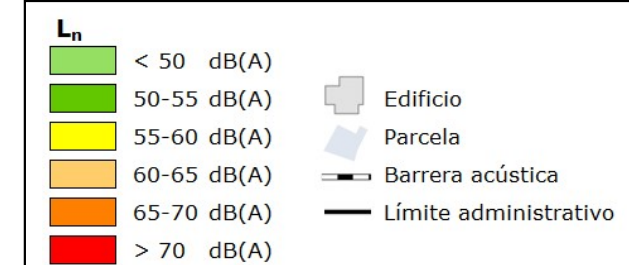 Ln
< 50 dB(A)
50-55 dB(A)
55-60 dB(A)
60-65 dB(A)
65-70 dB(A)
> 70 dB(A)
Edificio
Parcela
Barrera acústica
Límite administrativo